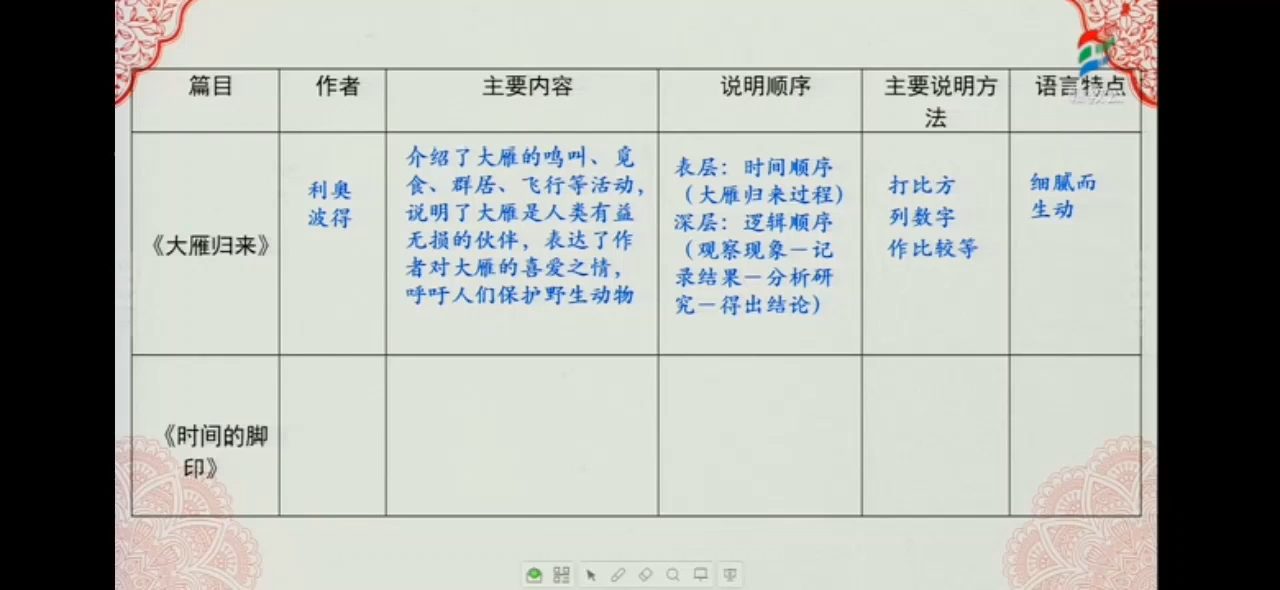 篇目
作者
主要内容
说明顺序
主要说明方
法
语言特点
《大雁归来》
利奥
波得
介绍了大雁的鸣叫、觅
食、群居、飞行等活动，
说明了大雁是人类有益
无损的伙伴，表达了作
者对大雁的喜爱之情，
呼吁人们保护野生动物
表层：时间顺序
（大雁归来过程）
深层：逻辑顺序
（观察现象－记
录结果－分析研
究－得出结论）
打比方
列数字
作比较等
细腻而
生动
《时间的脚
印》